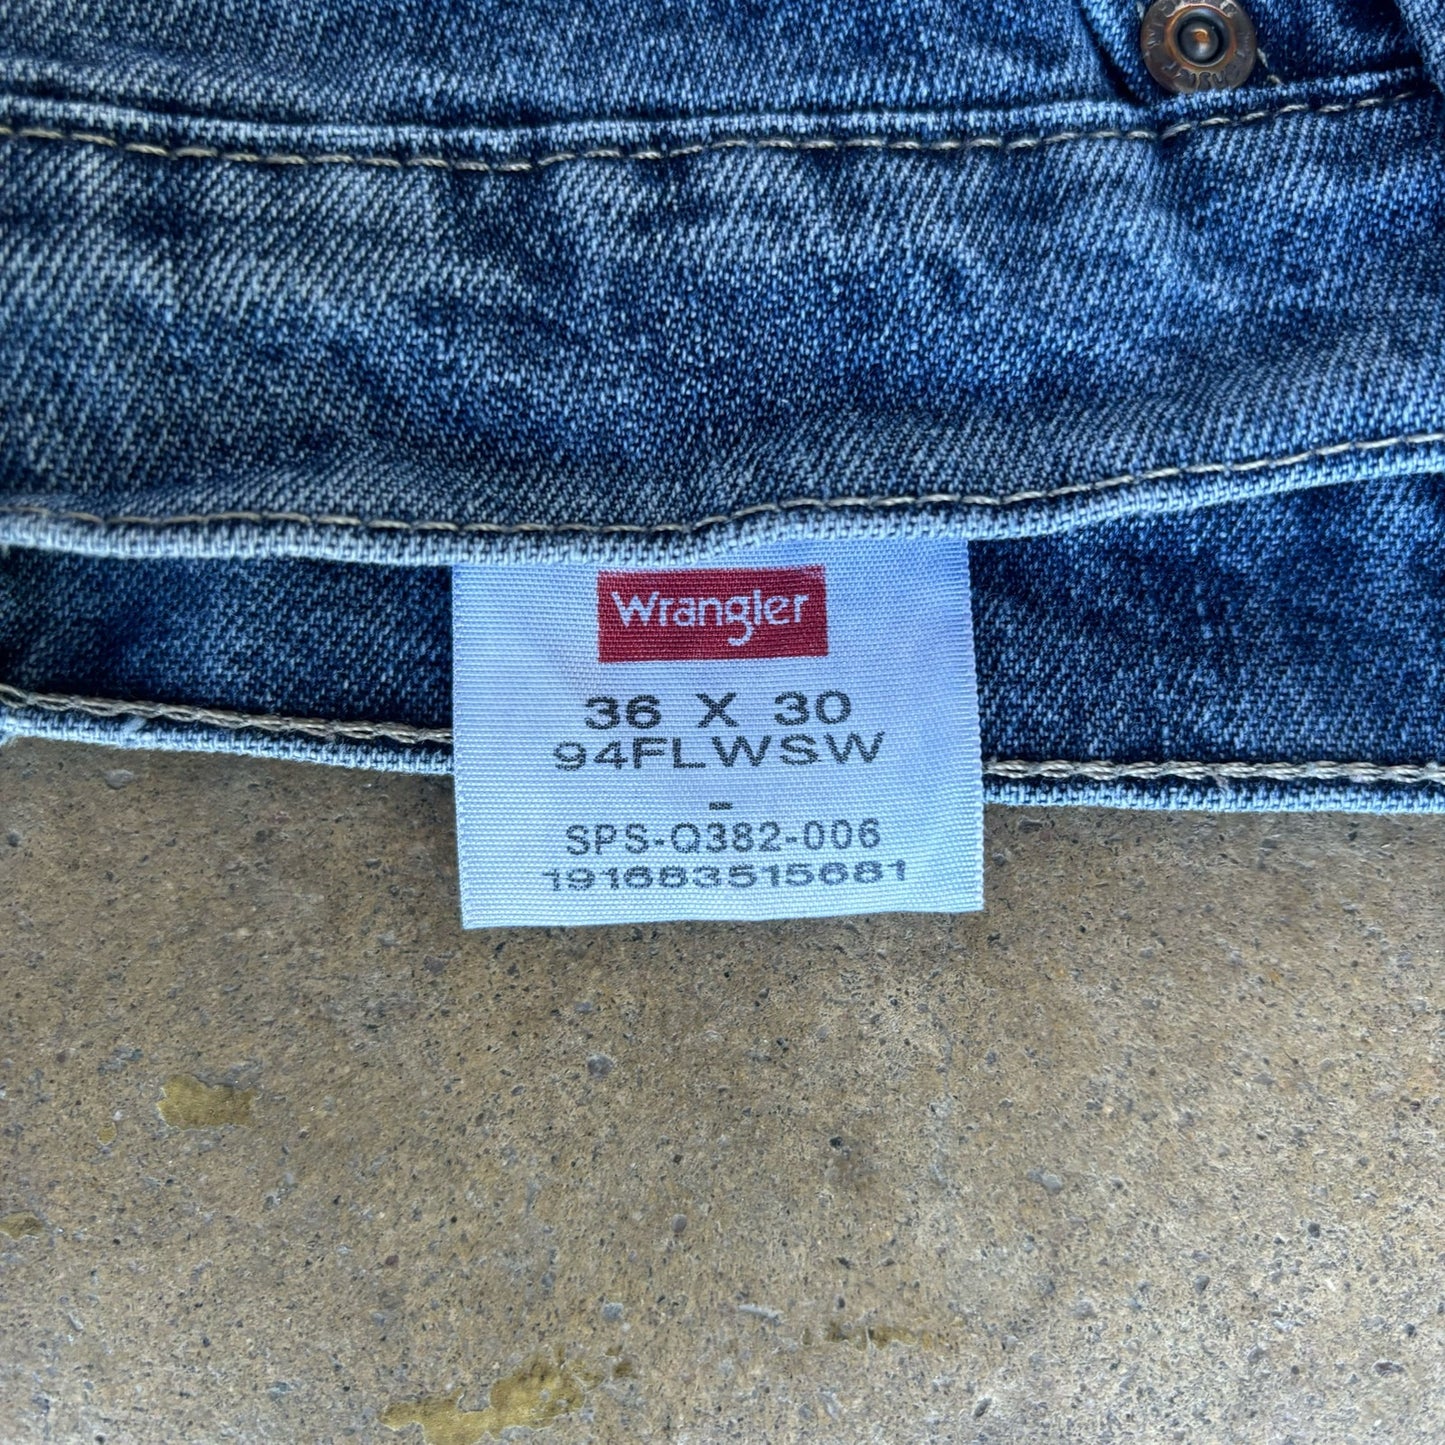 Wrangler
36 X 30
94FLWSW
-
SPS-Q382-006
191683515681